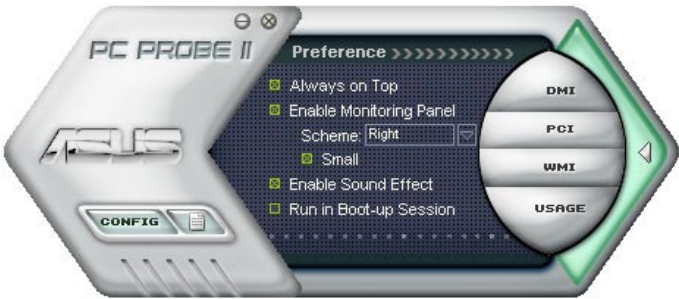 PC PROBE II
ASUS
CONFIG
Preference >>>>>>>>>>>
Always on Top
Enable Monitoring Panel
Scheme: Right
Small
Enable Sound Effect
Run in Boot-up Session
DMI
PCI
WMI
USAGE